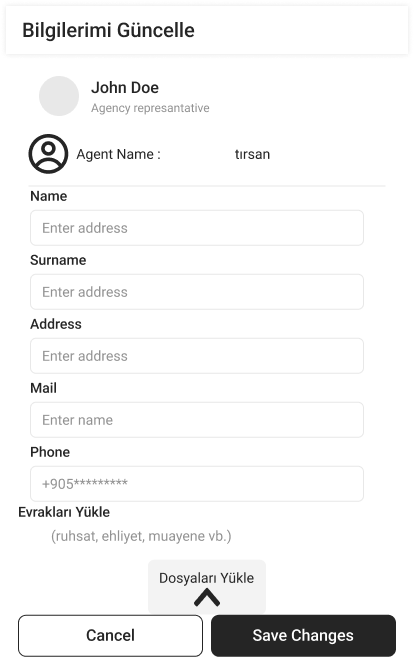 Bilgilerimi Güncelle
John Doe
Agency represantative
Agent Name : tırsan
Name
Enter address
Surname
Enter address
Address
Enter address
Mail
Enter name
Phone
+905*********
Evrakları Yükle
(ruhsat, ehliyet, muayene vb.)
Dosyaları Yükle
Cancel Save Changes